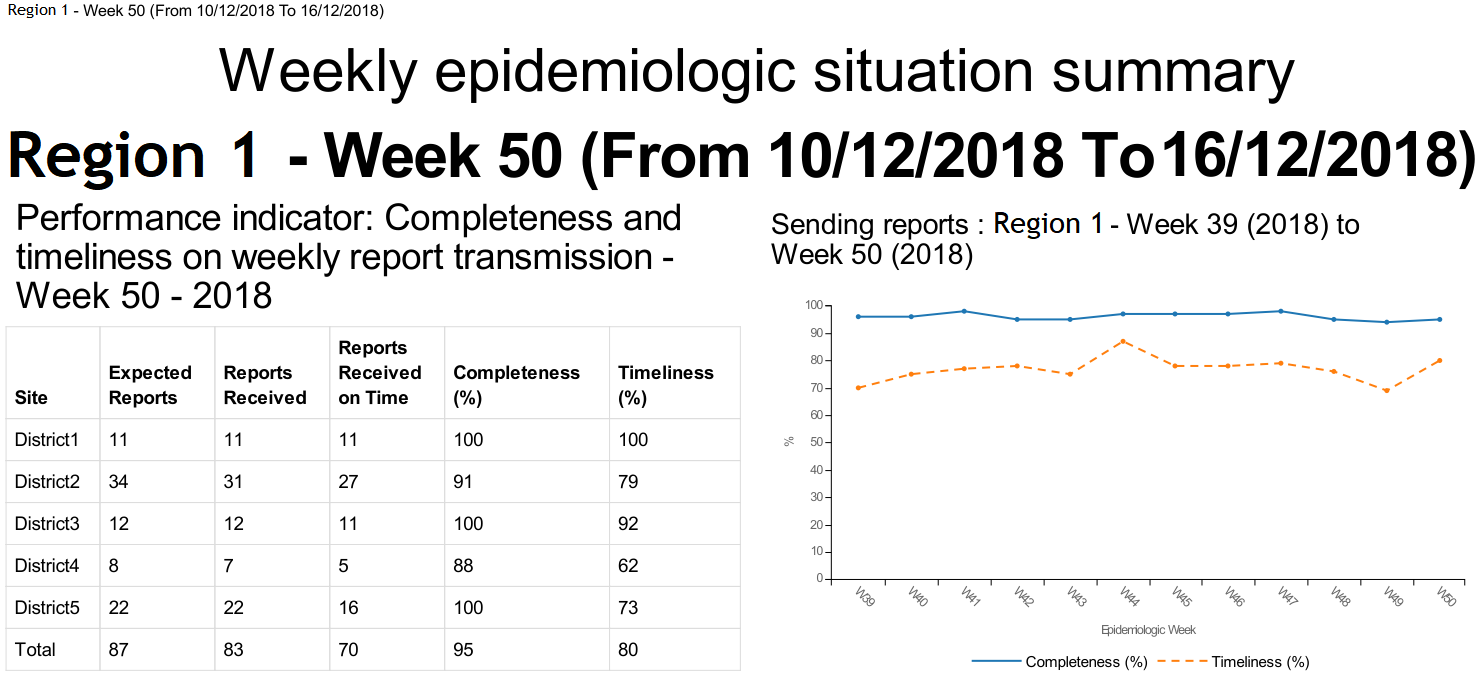 Region 1 - Week 50 (From 10/12/2018 To 16/12/2018)
Weekly epidemiologic situation summary
Region 1 - Week 50 (From 10/12/2018 To 16/12/2018)
Performance indicator: Completeness and
timeliness on weekly report transmission -
Week 50 - 2018
Site Expected Reports Reports Received Reports Received on Time Completeness (%) Timeliness (%)
District1 11 11 11 100 100
District2 34 31 27 91 79
District3 12 12 11 100 92
District4 8 7 5 88 62
District5 22 22 16 100 73
Total 87 83 70 95 80
Sending reports : Region 1 - Week 39 (2018) to
Week 50 (2018)
100
90
80
70
60
50
40
30
20
10
0
%
W39 W40 W41 W42 W43 W44 W45 W46 W47 W48 W49 W50
Epidemiologic Week
Completeness (%) Timeliness (%)